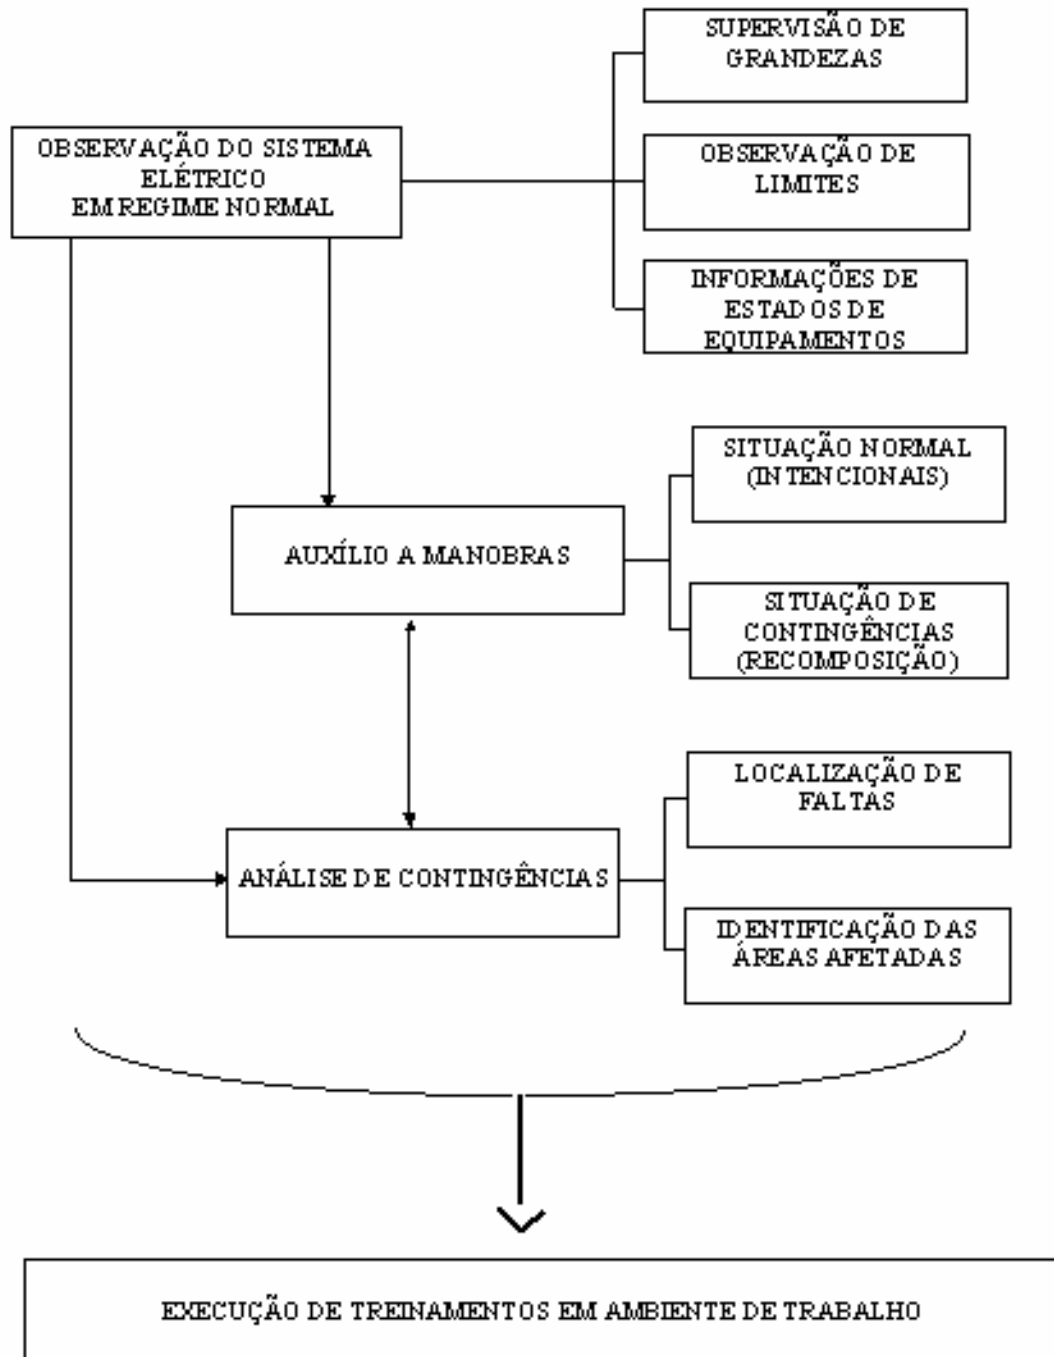 SUPERVISÃO DE
GRANDEZAS
OBSERVAÇÃO DO SISTEMA
ELÉTRICO
EM REGIME NORMAL
OBSERVAÇÃO DE
LIMITES
INFORMAÇÕES DE
ESTADOS DE
EQUIPAMENTOS
SITUAÇÃO NORMAL
(INTENCIONAIS)
AUXÍLIO A MANOBRAS
SITUAÇÃO DE
CONTINGÊNCIAS
(RECOMPOSIÇÃO)
LOCALIZAÇÃO DE
FALTAS
ANÁLISE DE CONTINGÊNCIAS
IDENTIFICAÇÃO DAS
ÁREAS AFETADAS
EXECUÇÃO DE TREINAMENTOS EM AMBIENTE DE TRABALHO